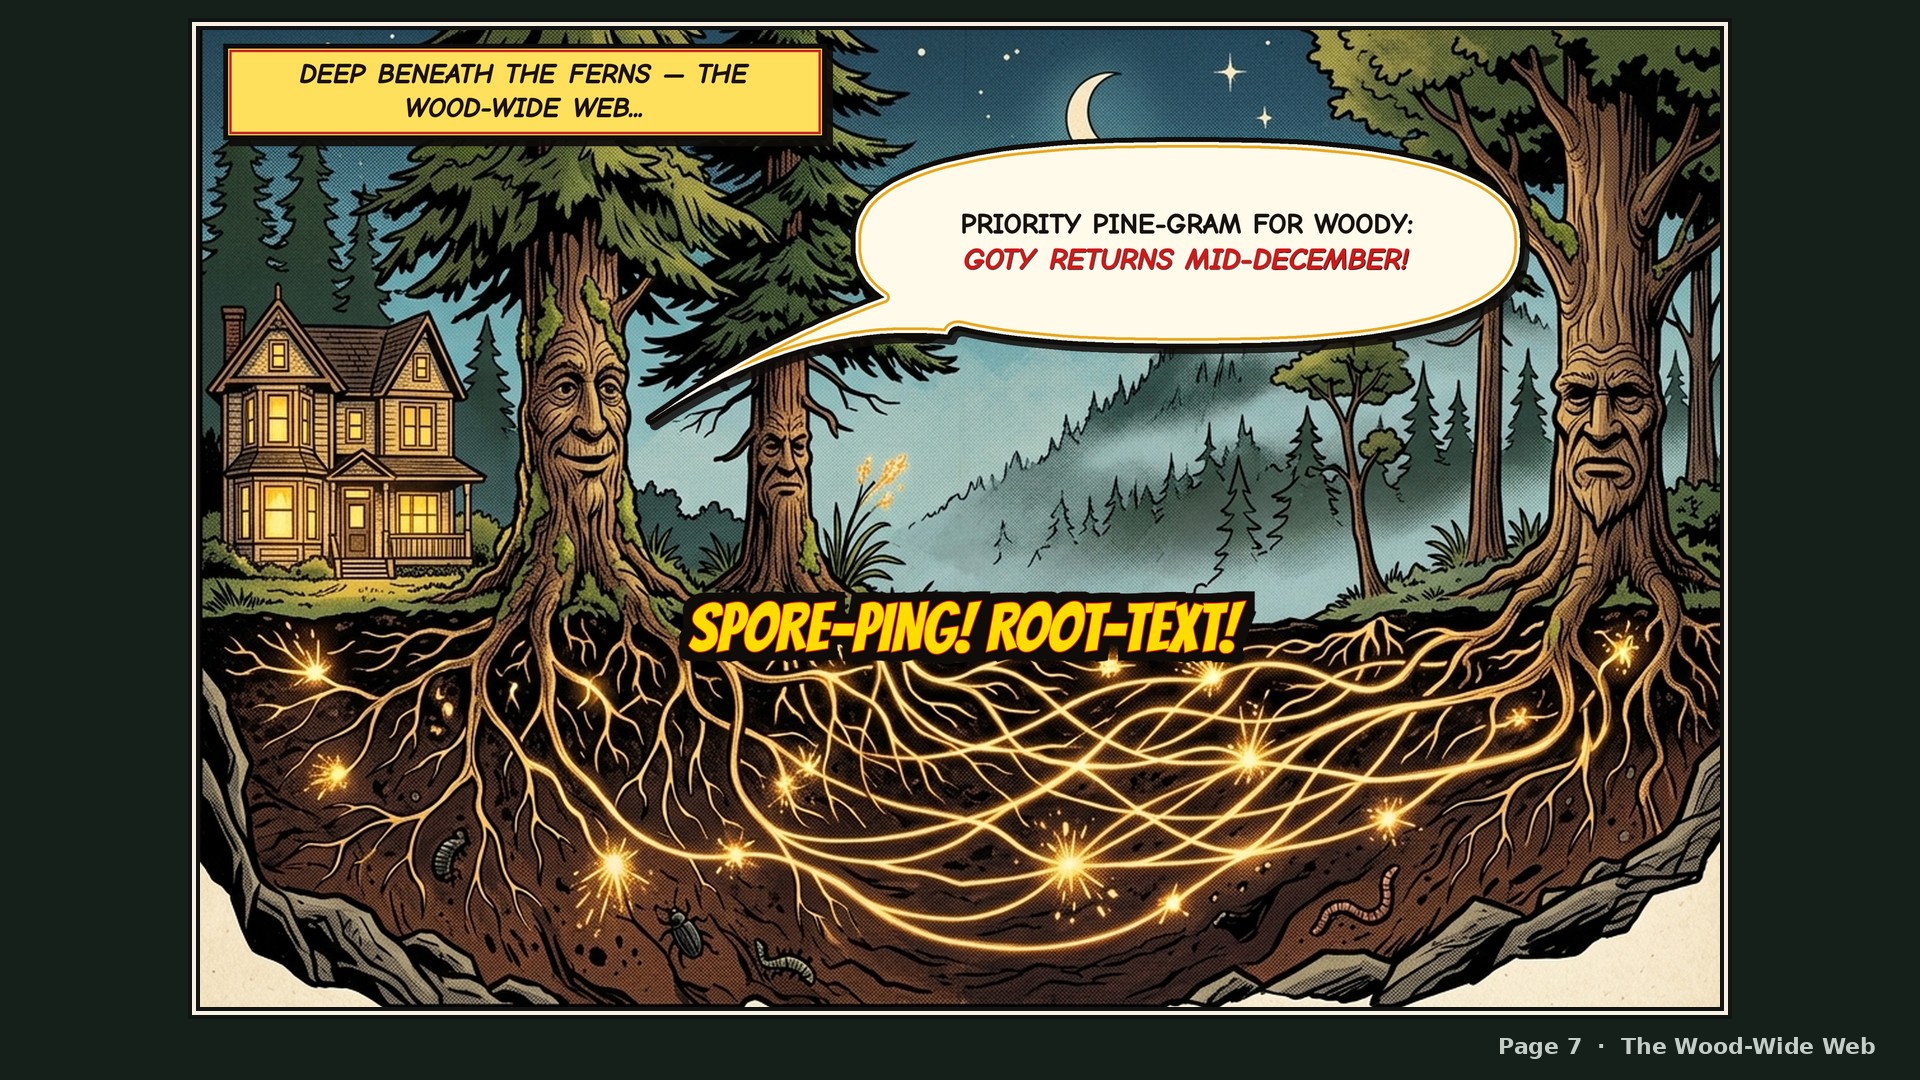 DEEP BENEATH THE FERNS — THE
WOOD-WIDE WEB...
PRIORITY PINE-GRAM FOR WOODY:
GOTY RETURNS MID-DECEMBER!
SPORE-PING! ROOT-TEXT!
Page 7 · The Wood-Wide Web